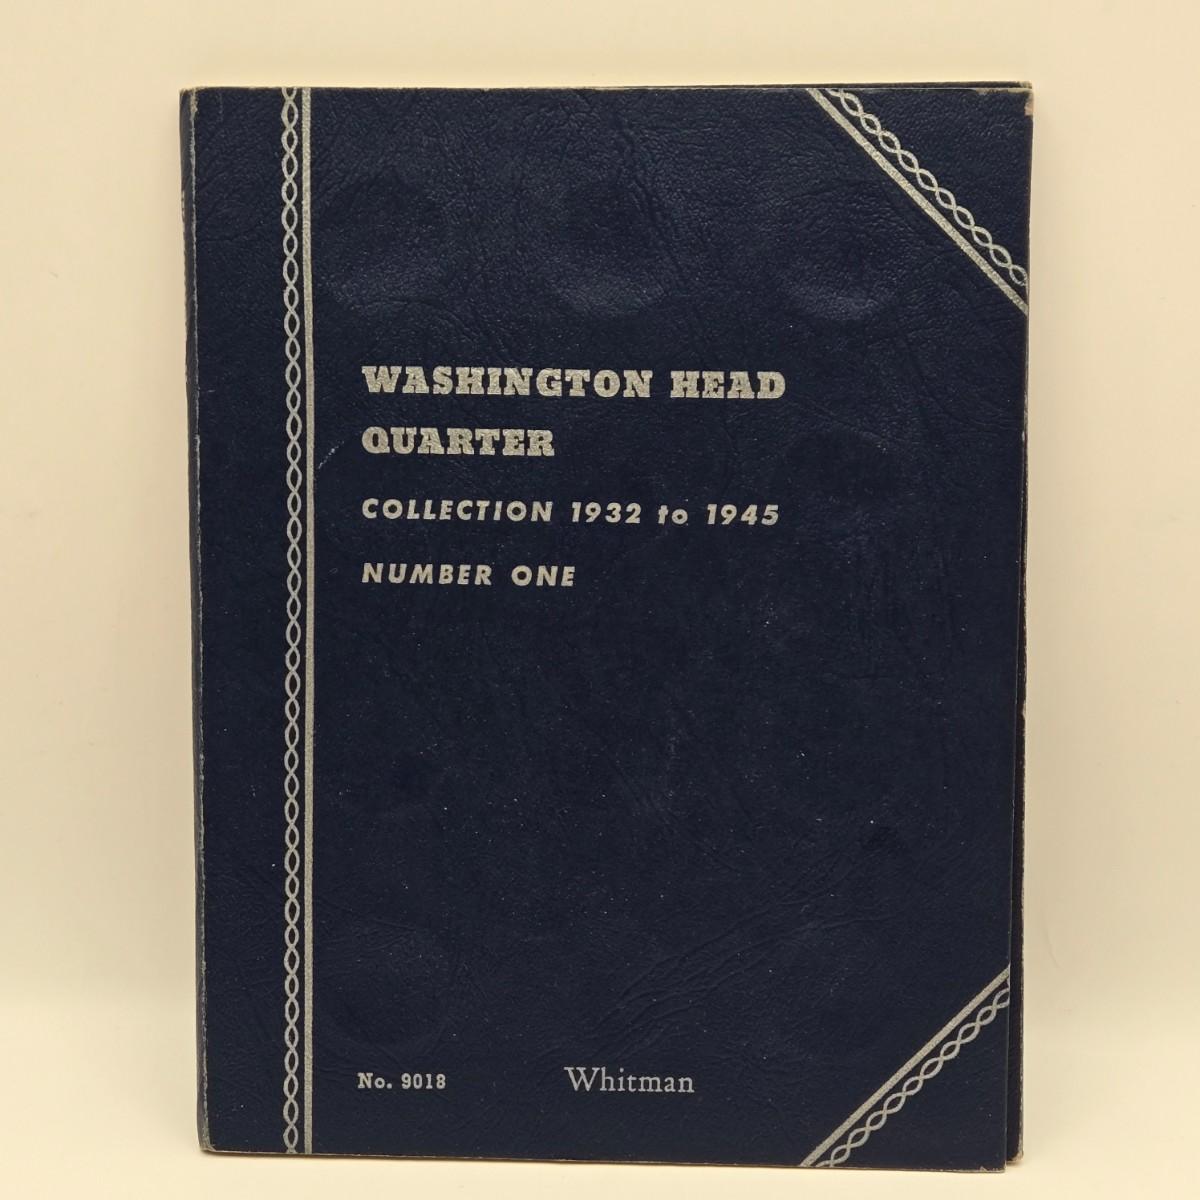 WASHINGTON HEAD
QUARTER
COLLECTION 1932 to 1945
NUMBER ONE
No. 9018 Whitman